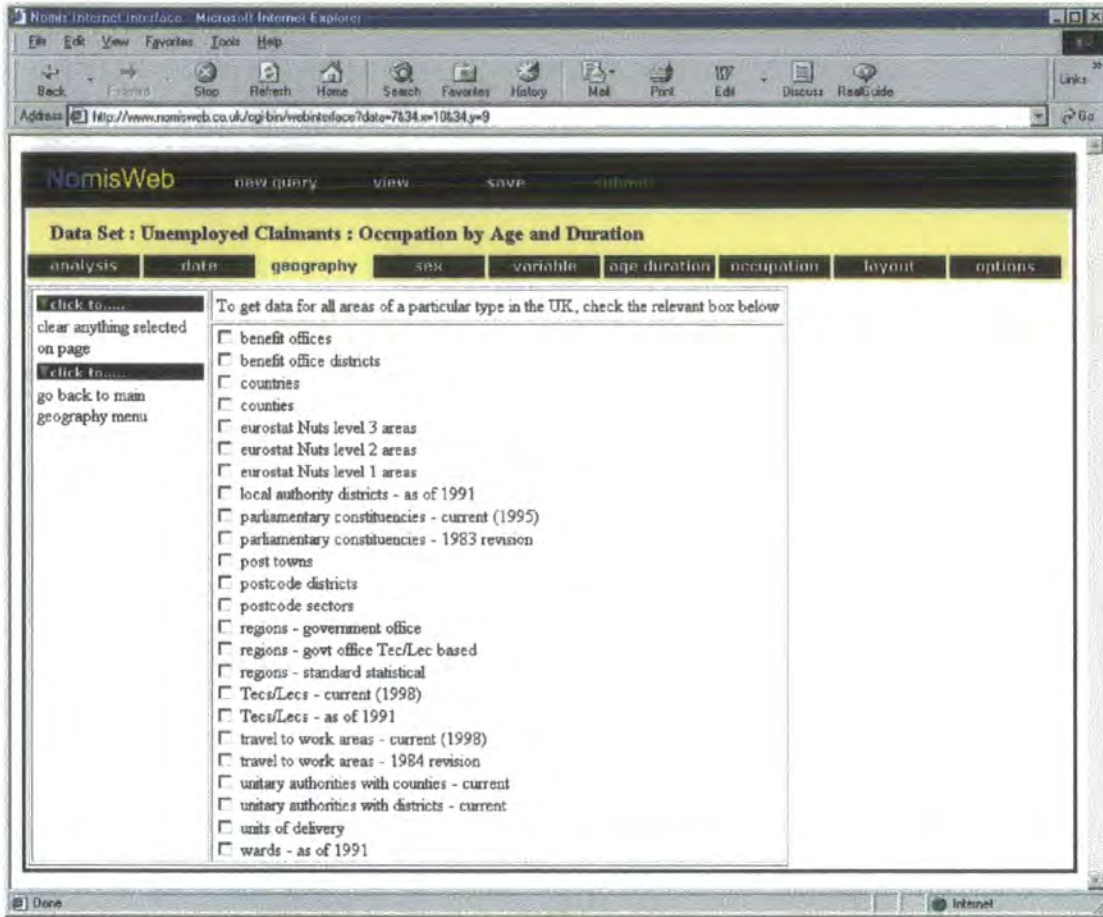 Nomis Internet Interface - Microsoft Internet Explorer
File Edit View Favorites Tools Help
Back Forward Stop Refresh Home Search Favorites History Mail Print Edit Discuss RealGuide Links »
Address http://www.nomisweb.co.uk/cgi-bin/webinterface?data=7&34.x=10&34.y=9 Go
NomisWeb new query view save submit
Data Set : Unemployed Claimants : Occupation by Age and Duration
analysis date geography sex variable age duration occupation layout options
click to.....
clear anything selected
on page
click to.....
go back to main
geography menu
To get data for all areas of a particular type in the UK, check the relevant box below
benefit offices
benefit office districts
countries
counties
eurostat Nuts level 3 areas
eurostat Nuts level 2 areas
eurostat Nuts level 1 areas
local authority districts - as of 1991
parliamentary constituencies - current (1995)
parliamentary constituencies - 1983 revision
post towns
postcode districts
postcode sectors
regions - government office
regions - govt office Tec/Lec based
regions - standard statistical
Tecs/Lecs - current (1998)
Tecs/Lecs - as of 1991
travel to work areas - current (1998)
travel to work areas - 1984 revision
unitary authorities with counties - current
unitary authorities with districts - current
units of delivery
wards - as of 1991
Done Internet